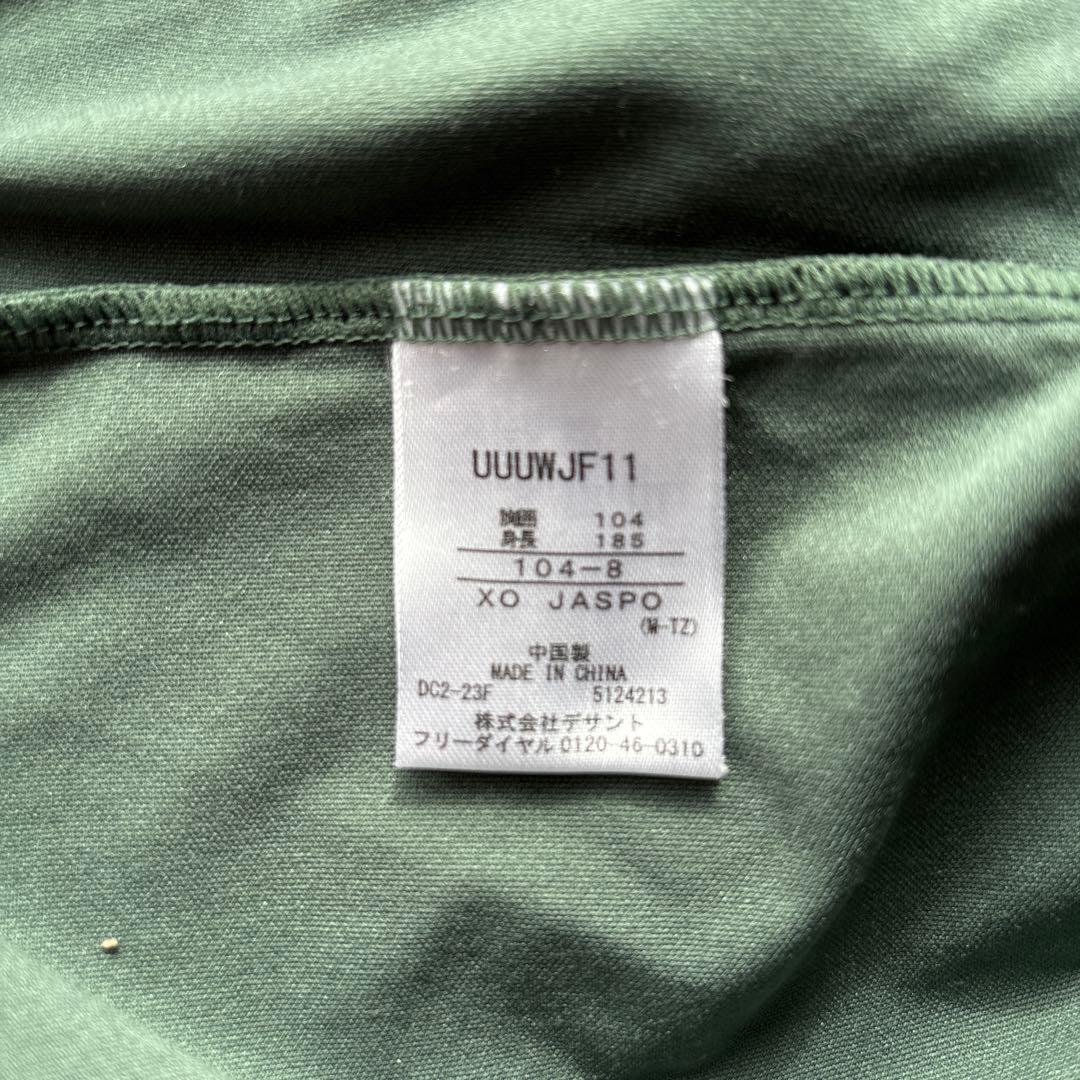 UUUWJF11
胸囲 104
身長 185
104-8
XO JASPO
(W-TZ)
中国製
MADE IN CHINA
DC2-23F 5124213
株式会社デサント
フリーダイヤル 0120-46-0310